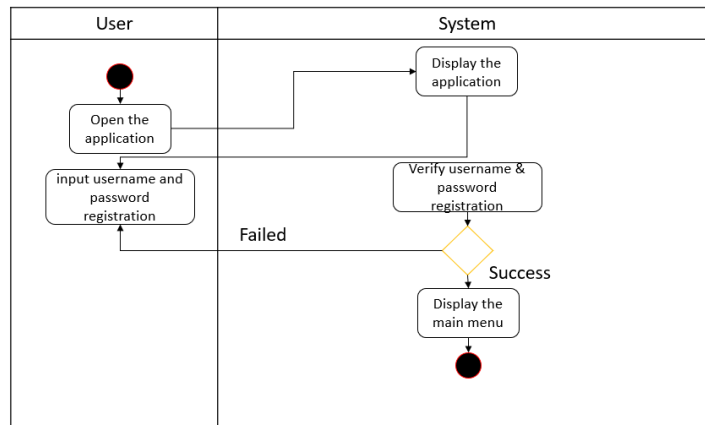 User
System
Display the
application
Open the
application
input username and
password
registration
Verify username &
password
registration
Failed
Success
Display the
main menu